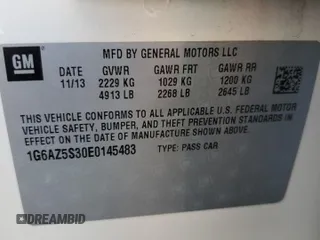 GM
MFD BY GENERAL MOTORS LLC
DATE GVWR GAWR FRT GAWR RR
11/13 2229 KG 1029 KG 1200 KG
4913 LB 2268 LB 2645 LB
THIS VEHICLE CONFORMS TO ALL APPLICABLE U.S. FEDERAL MOTOR
VEHICLE SAFETY, BUMPER, AND THEFT PREVENTION STANDARDS IN
EFFECT ON THE DATE OF MANUFACTURE SHOWN ABOVE.
1G6AZ5S30E0145483 TYPE: PASS CAR
DREAMBID